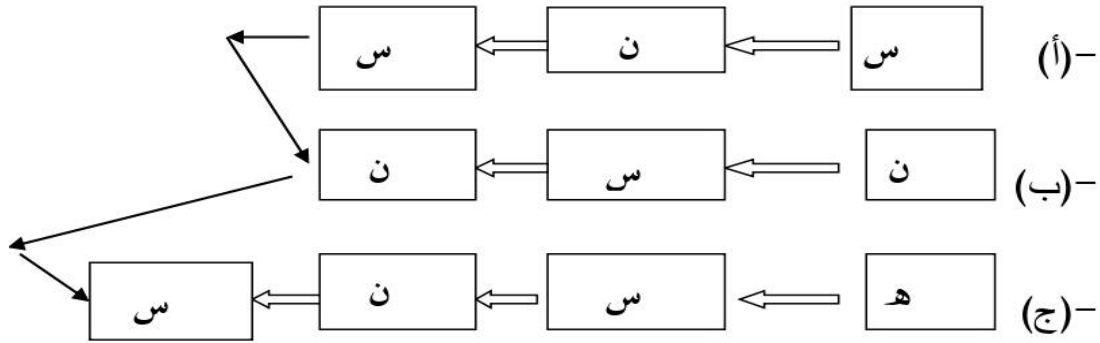 -(أ) س ن س
-(ب) ن س ن
-(ج) هـ س ن س